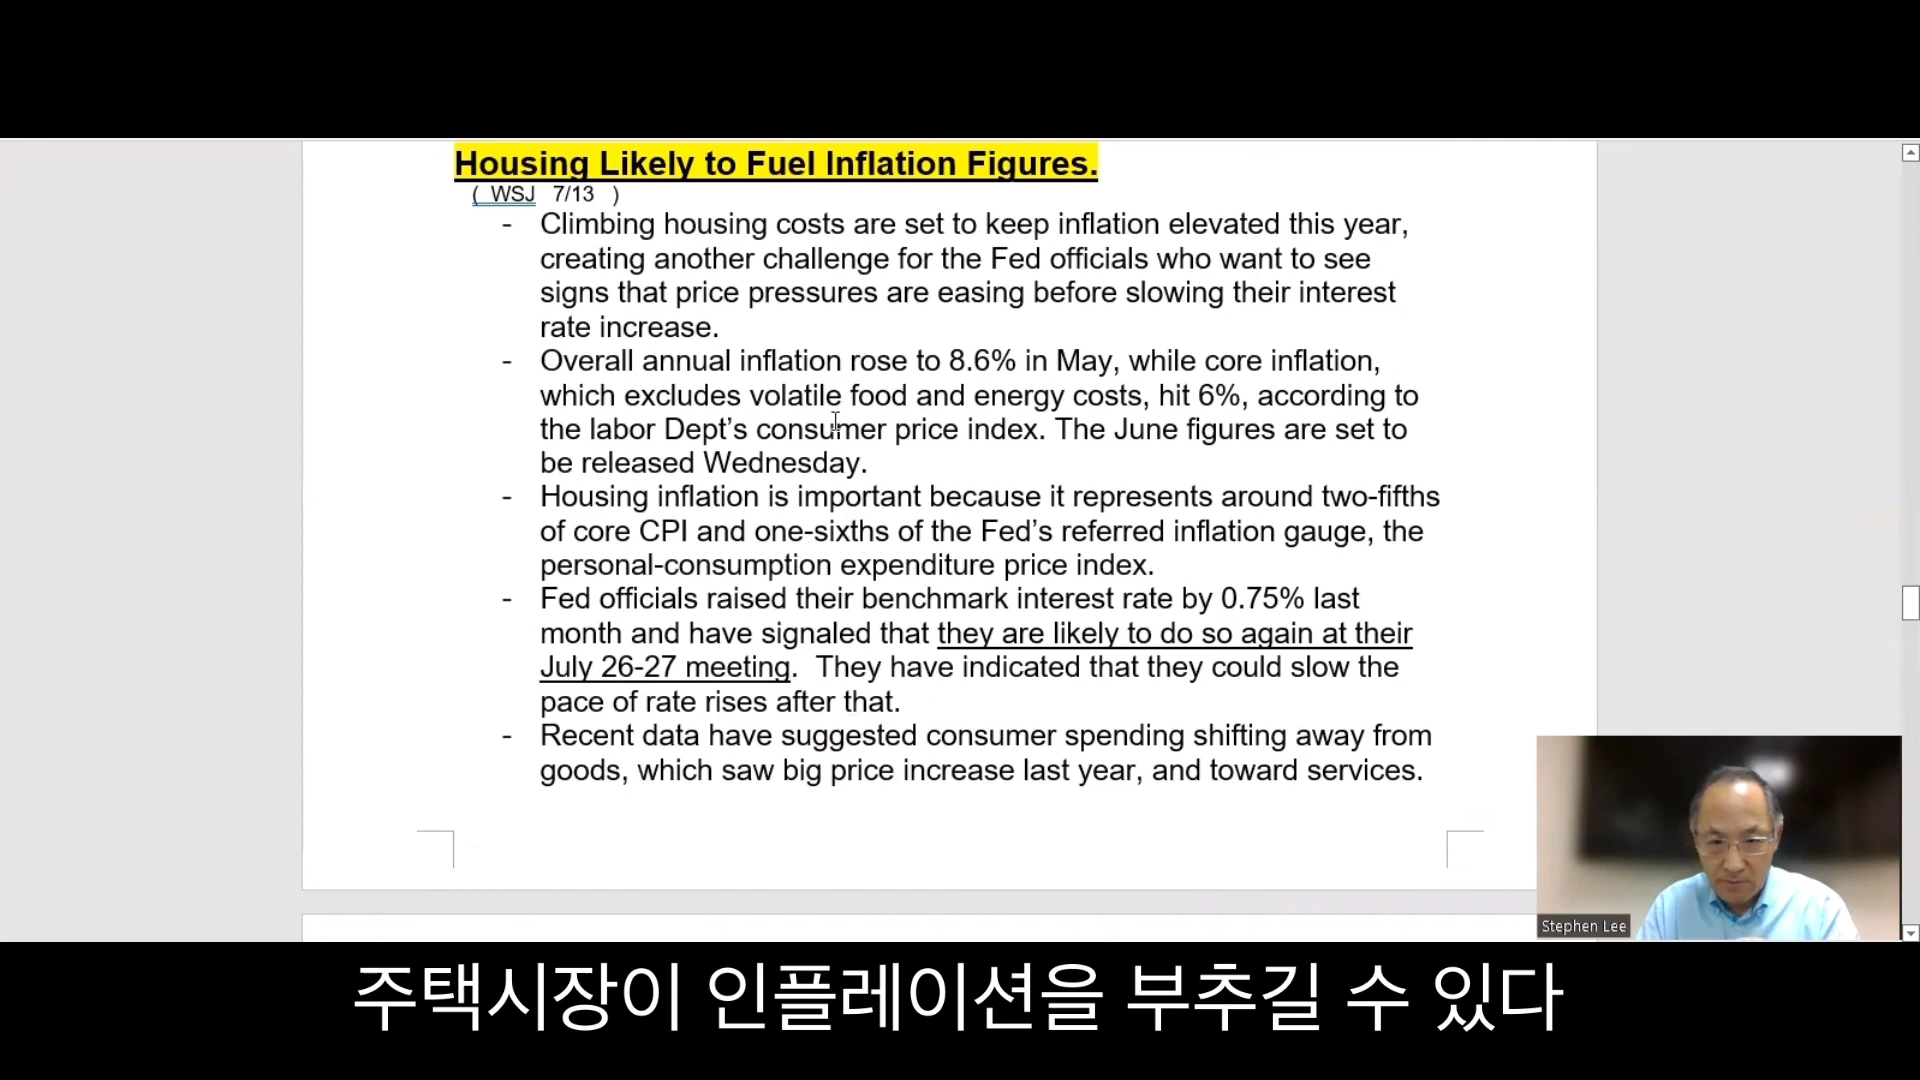 Housing Likely to Fuel Inflation Figures.
( WSJ 7/13 )
- Climbing housing costs are set to keep inflation elevated this year,
creating another challenge for the Fed officials who want to see
signs that price pressures are easing before slowing their interest
rate increase.
- Overall annual inflation rose to 8.6% in May, while core inflation,
which excludes volatile food and energy costs, hit 6%, according to
the labor Dept’s consumer price index. The June figures are set to
be released Wednesday.
- Housing inflation is important because it represents around two-fifths
of core CPI and one-sixths of the Fed’s referred inflation gauge, the
personal-consumption expenditure price index.
- Fed officials raised their benchmark interest rate by 0.75% last
month and have signaled that they are likely to do so again at their
July 26-27 meeting. They have indicated that they could slow the
pace of rate rises after that.
- Recent data have suggested consumer spending shifting away from
goods, which saw big price increase last year, and toward services.
Stephen Lee
주택시장이 인플레이션을 부추길 수 있다